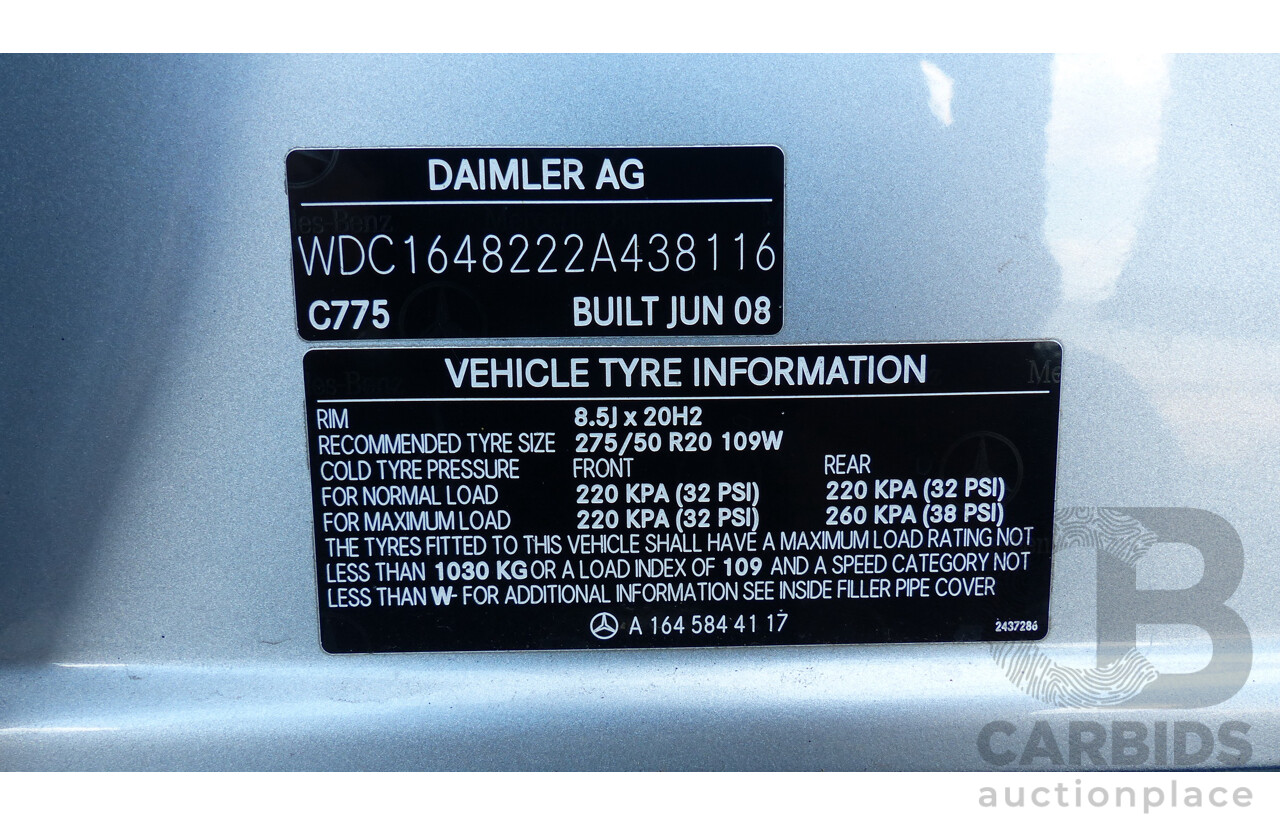 DAIMLER AG
WDC1648222A438116
C775 BUILT JUN 08
VEHICLE TYRE INFORMATION
RIM 8.5J x 20H2
RECOMMENDED TYRE SIZE 275/50 R20 109W
COLD TYRE PRESSURE FRONT REAR
FOR NORMAL LOAD 220 KPA (32 PSI) 220 KPA (32 PSI)
FOR MAXIMUM LOAD 220 KPA (32 PSI) 260 KPA (38 PSI)
THE TYRES FITTED TO THIS VEHICLE SHALL HAVE A MAXIMUM LOAD RATING NOT
LESS THAN 1030 KG OR A LOAD INDEX OF 109 AND A SPEED CATEGORY NOT
LESS THAN W- FOR ADDITIONAL INFORMATION SEE INSIDE FILLER PIPE COVER
A 164 584 41 17
2437286
CARBIDS
auctionplace